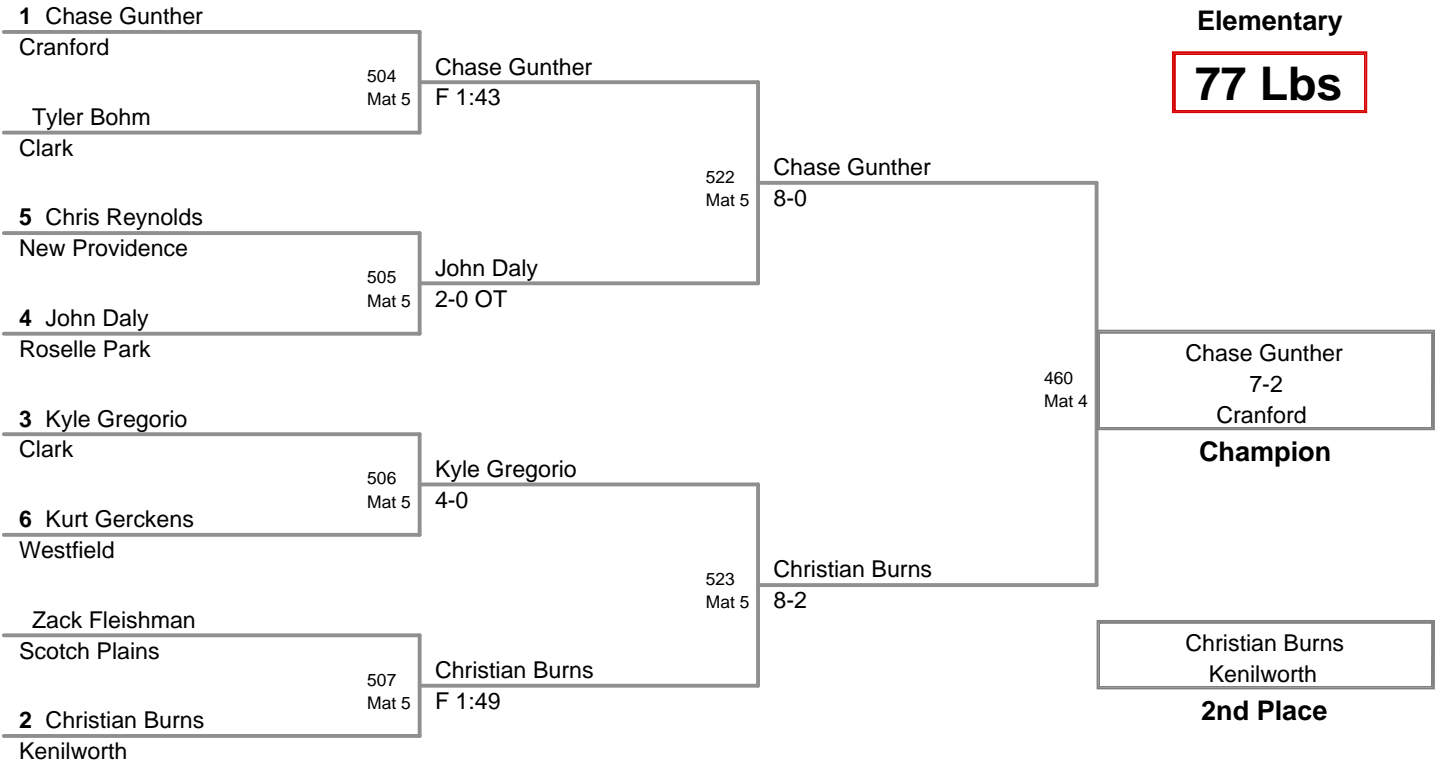 1 Chase Gunther
Cranford
504
Mat 5
Tyler Bohm
Clark
Chase Gunther
F 1:43
5 Chris Reynolds
New Providence
505
Mat 5
4 John Daly
Roselle Park
John Daly
2-0 OT
522
Mat 5
Chase Gunther
8-0
3 Kyle Gregorio
Clark
506
Mat 5
6 Kurt Gerckens
Westfield
Kyle Gregorio
4-0
Zack Fleishman
Scotch Plains
507
Mat 5
2 Christian Burns
Kenilworth
Christian Burns
F 1:49
523
Mat 5
Christian Burns
8-2
460
Mat 4
Elementary
77 Lbs
Chase Gunther
7-2
Cranford
Champion
Christian Burns
Kenilworth
2nd Place